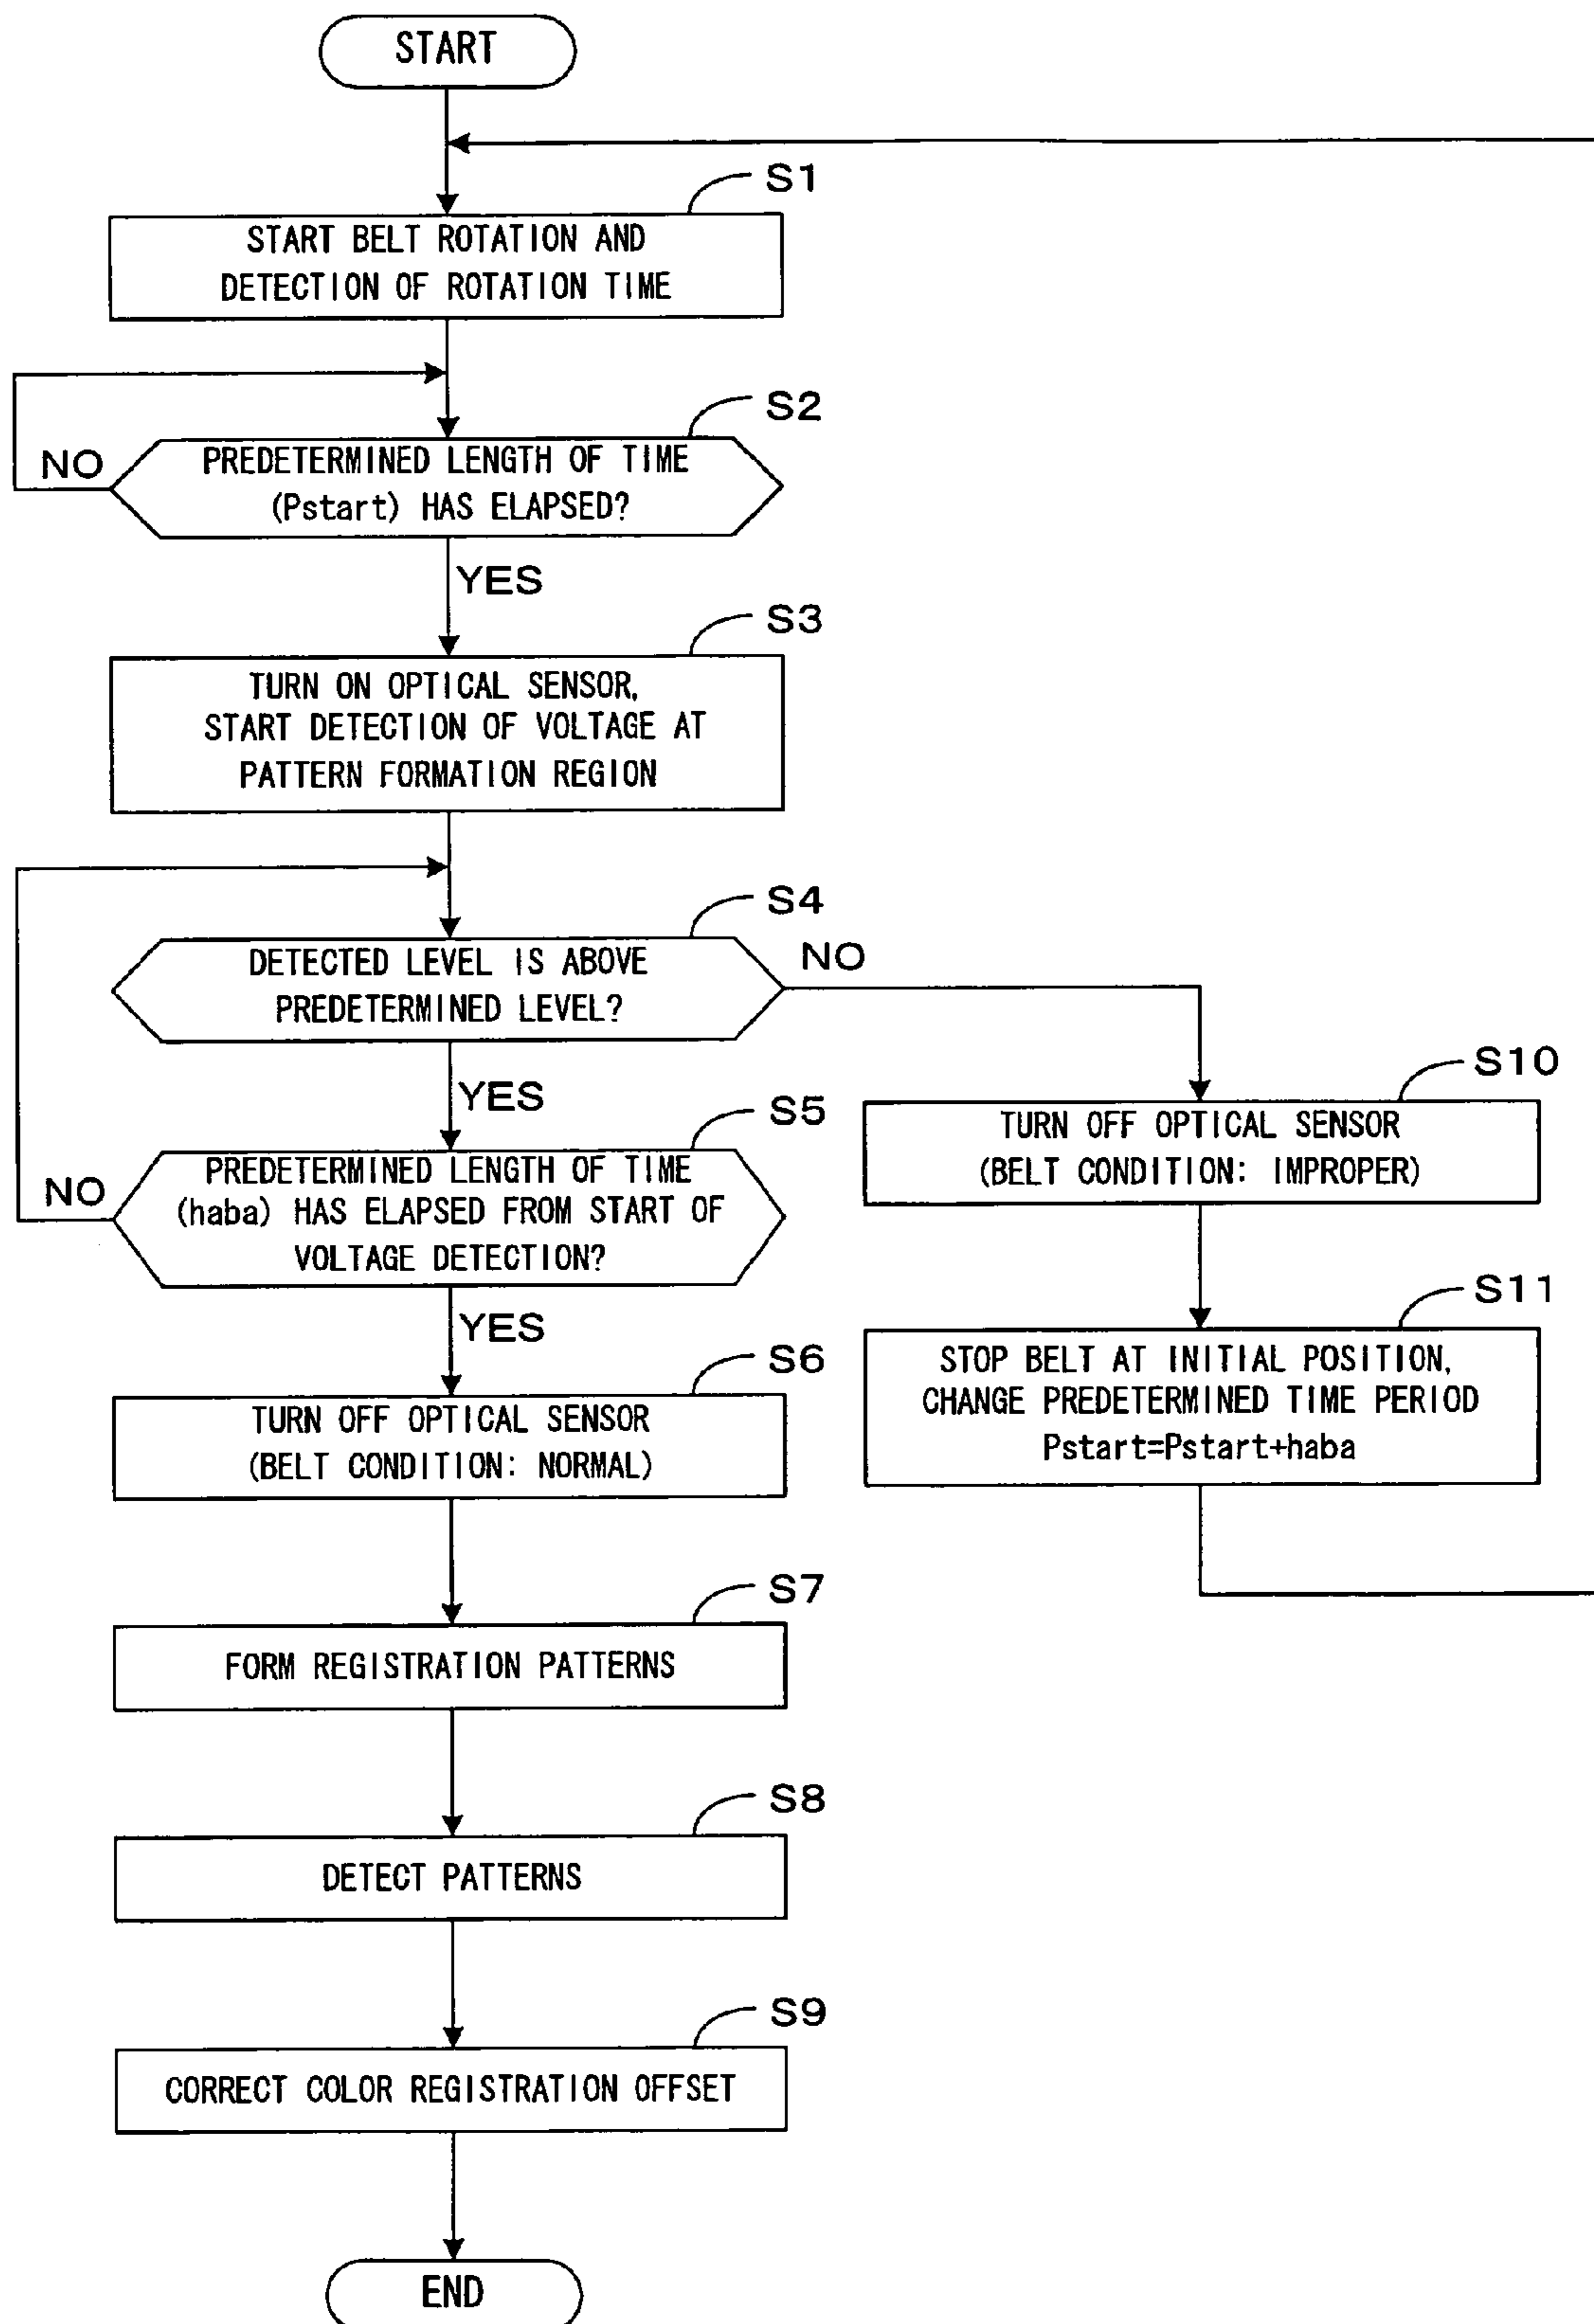 START
S1
START BELT ROTATION AND
DETECTION OF ROTATION TIME
S2
NO
PREDETERMINED LENGTH OF TIME
(Pstart) HAS ELAPSED?
YES
S3
TURN ON OPTICAL SENSOR,
START DETECTION OF VOLTAGE AT
PATTERN FORMATION REGION
S4
DETECTED LEVEL IS ABOVE
PREDETERMINED LEVEL?
NO
YES
S5
NO
PREDETERMINED LENGTH OF TIME
(haba) HAS ELAPSED FROM START OF
VOLTAGE DETECTION?
YES
S6
TURN OFF OPTICAL SENSOR
(BELT CONDITION: NORMAL)
S7
FORM REGISTRATION PATTERNS
S8
DETECT PATTERNS
S9
CORRECT COLOR REGISTRATION OFFSET
END
S10
TURN OFF OPTICAL SENSOR
(BELT CONDITION: IMPROPER)
S11
STOP BELT AT INITIAL POSITION,
CHANGE PREDETERMINED TIME PERIOD
Pstart=Pstart+haba